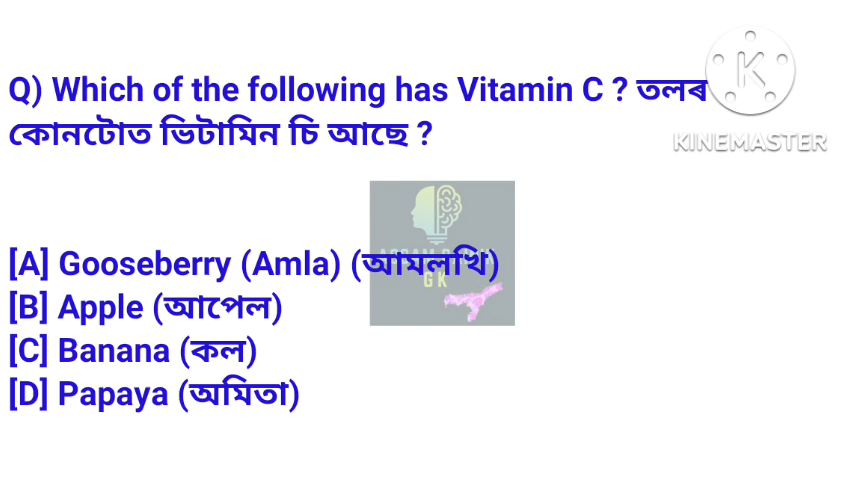 Q) Which of the following has Vitamin C ? তলৰ
কোনটোত ভিটামিন চি আছে ?
KINEMASTER
[A] Gooseberry (Amla) (আমলখি)
GK
[B] Apple (আপেল)
[C] Banana (কল)
[D] Papaya (অমিতা)